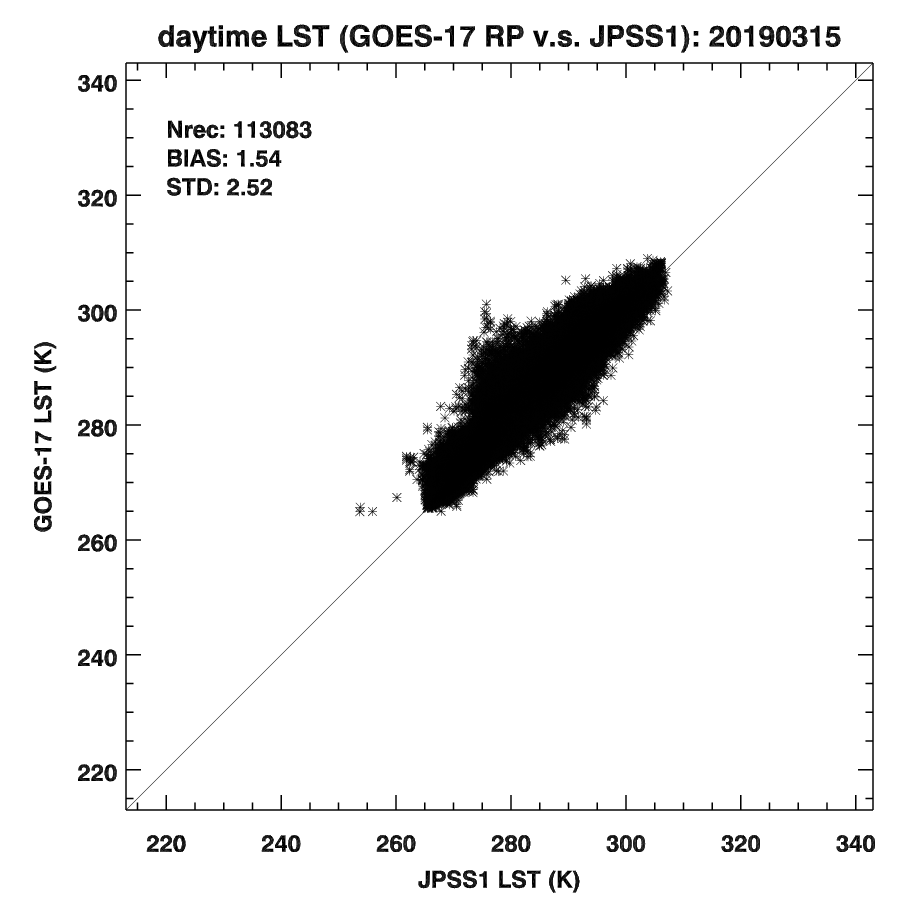 daytime LST (GOES-17 RP v.s. JPSS1): 20190315
340
Nrec: 113083
BIAS: 1.54
STD: 2.52
320
300
280
260
240
220
GOES-17 LST (K)
220 240 260 280 300 320 340
JPSS1 LST (K)